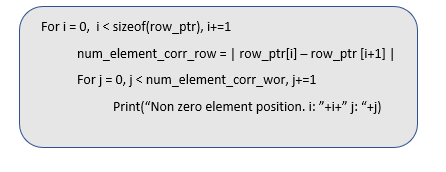 For i = 0,  i < sizeof(row_ptr), i+=1
num_element_corr_row = | row_ptr[i] – row_ptr [i+1] |
For j = 0, j < num_element_corr_wor, j+=1
Print(“Non zero element position. i: ”+i+” j: “+j)